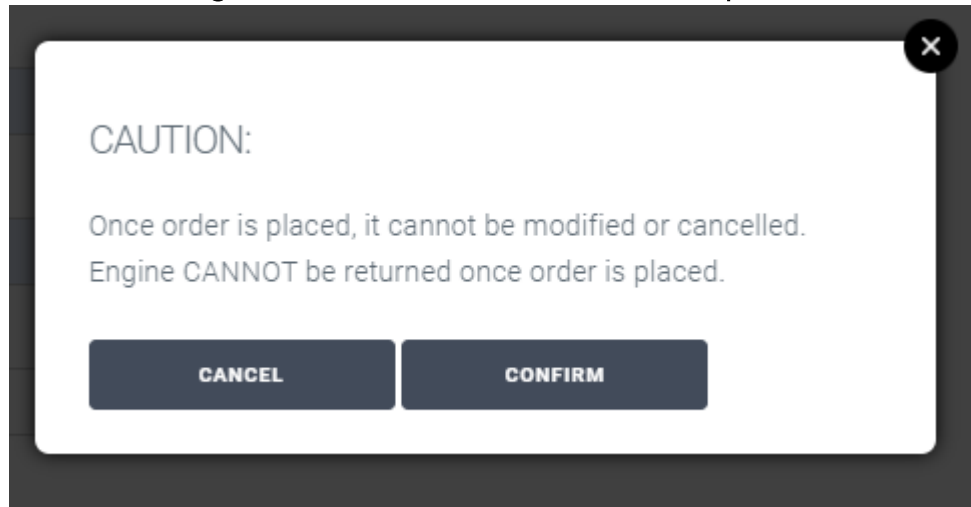 CAUTION:
Once order is placed, it cannot be modified or cancelled.
Engine CANNOT be returned once order is placed.
CANCEL CONFIRM